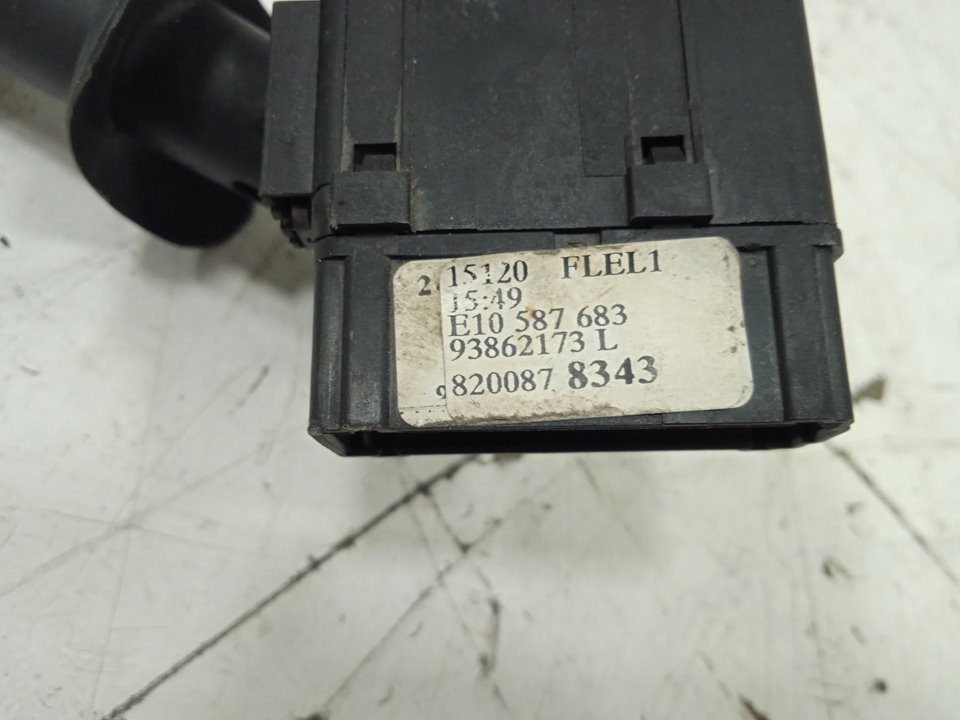 15120 FLEL1
15:49
E10 587 683
93862173 L
820087 8343